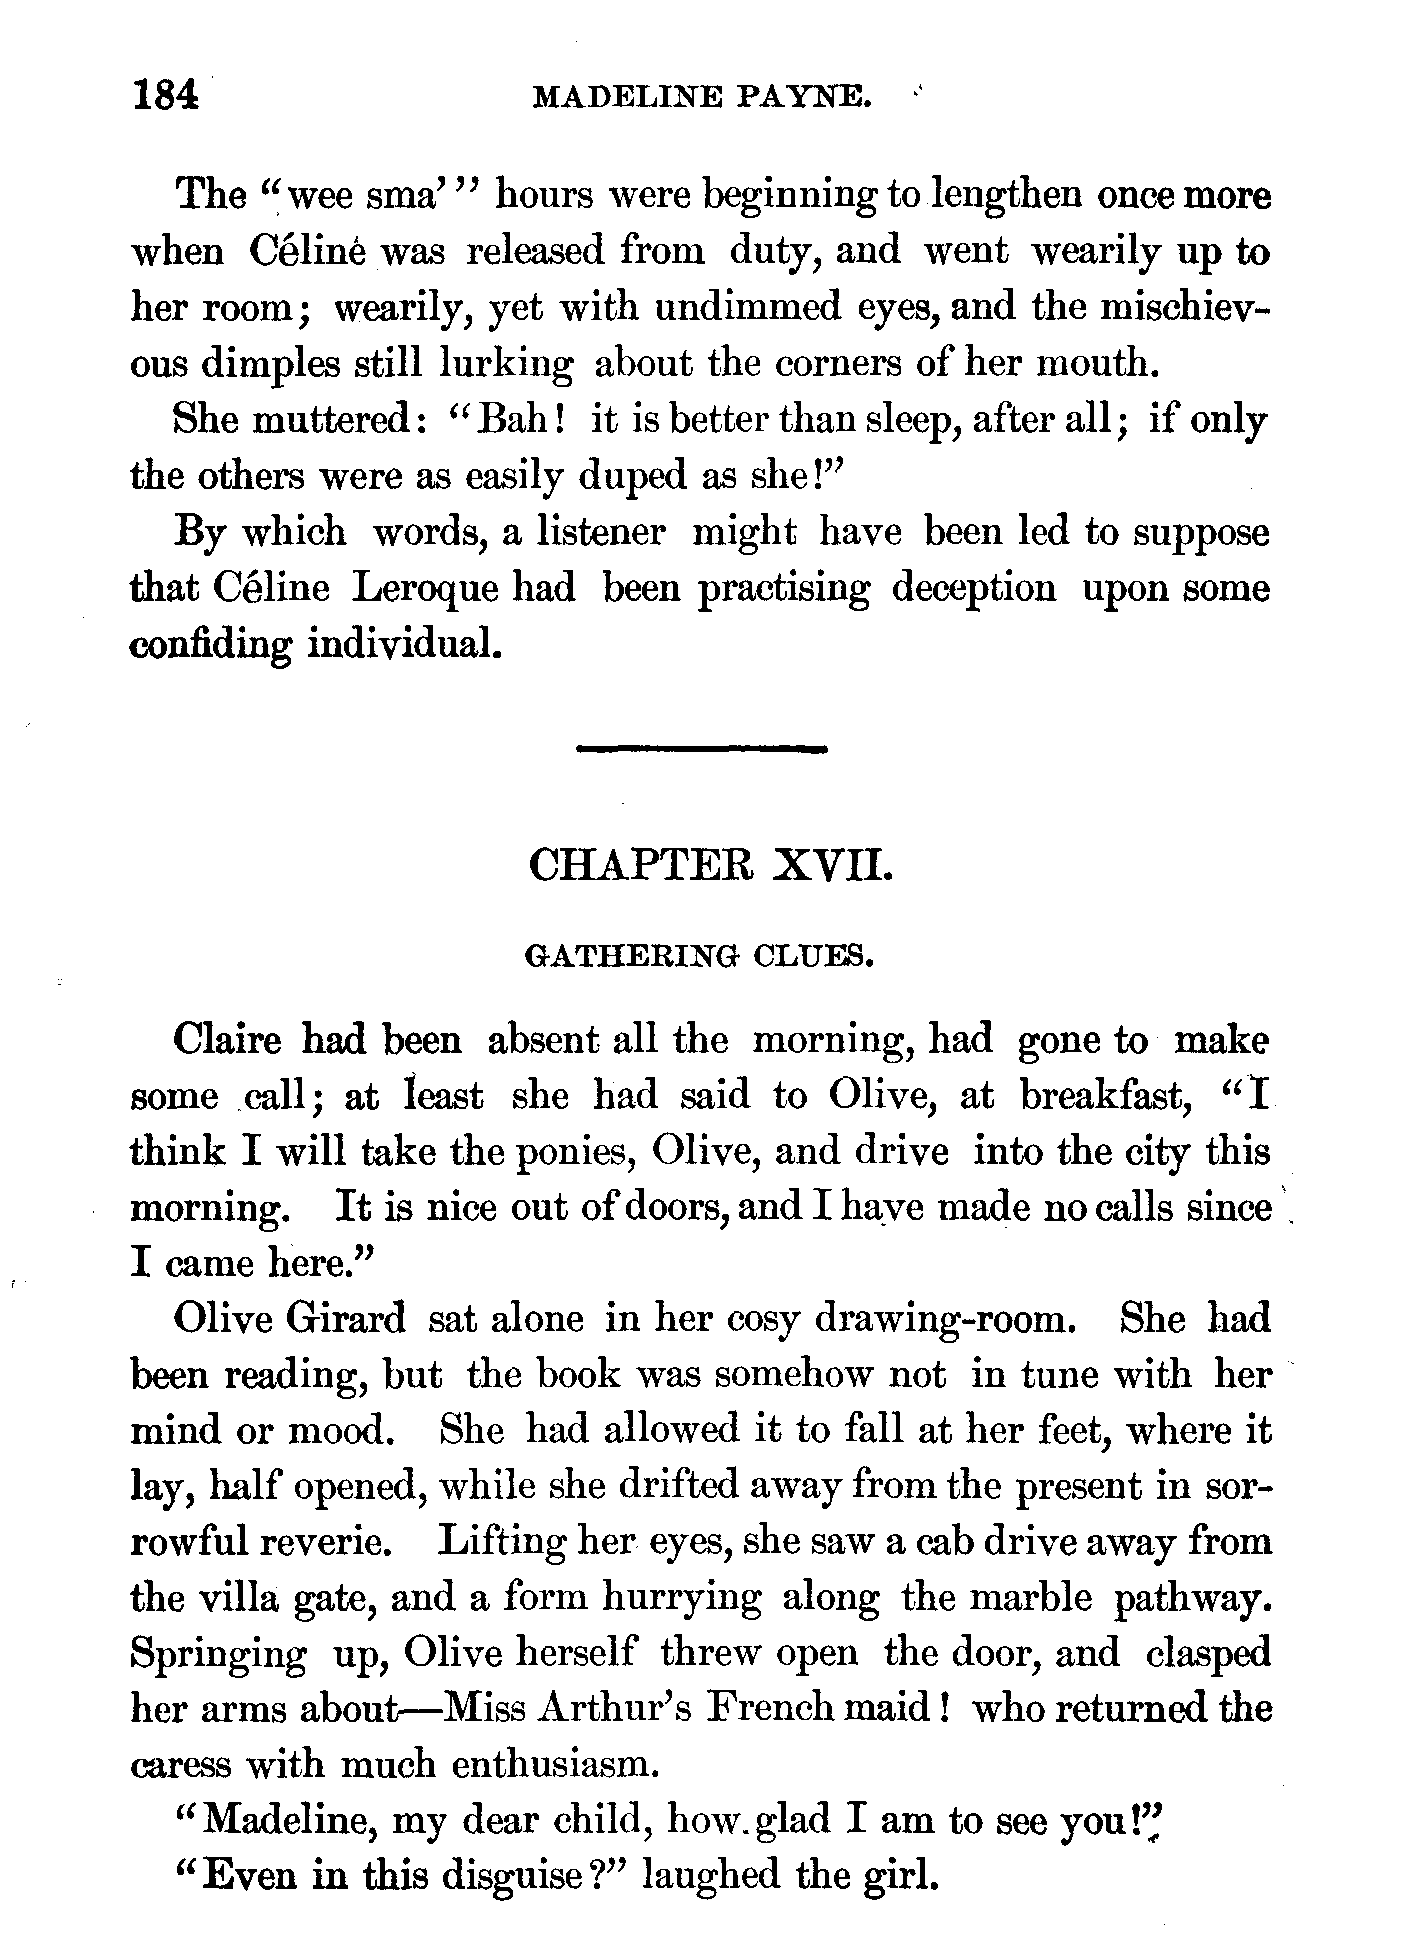 184 MADELINE PAYNE.
The "wee sma'" hours were beginning to lengthen once more
when Céliné was released from duty, and went wearily up to
her room; wearily, yet with undimmed eyes, and the mischiev-
ous dimples still lurking about the corners of her mouth.
She muttered: "Bah! it is better than sleep, after all; if only
the others were as easily duped as she!"
By which words, a listener might have been led to suppose
that Céline Leroque had been practising deception upon some
confiding individual.
CHAPTER XVII.
GATHERING CLUES.
Claire had been absent all the morning, had gone to make
some call; at least she had said to Olive, at breakfast, "I
think I will take the ponies, Olive, and drive into the city this
morning. It is nice out of doors, and I have made no calls since
I came here."
Olive Girard sat alone in her cosy drawing-room. She had
been reading, but the book was somehow not in tune with her
mind or mood. She had allowed it to fall at her feet, where it
lay, half opened, while she drifted away from the present in sor-
rowful reverie. Lifting her eyes, she saw a cab drive away from
the villa gate, and a form hurrying along the marble pathway.
Springing up, Olive herself threw open the door, and clasped
her arms about—Miss Arthur's French maid! who returned the
caress with much enthusiasm.
"Madeline, my dear child, how glad I am to see you!"
"Even in this disguise?" laughed the girl.